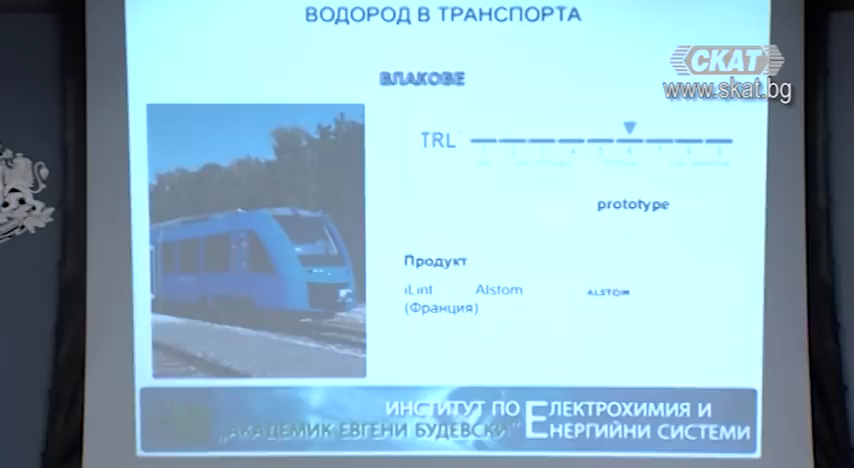 ВОДОРОД В ТРАНСПОРТА
СКАТ
www.skat.bg
ВЛАКОВЕ
TRL
prototype
Продукт
iLint Alstom ALSTOM
(Франция)
ИНСТИТУТ ПО ЕЛЕКТРОХИМИЯ И
„АКАДЕМИК ЕВГЕНИ БУДЕВСКИ“ ЕНЕРГИЙНИ СИСТЕМИ